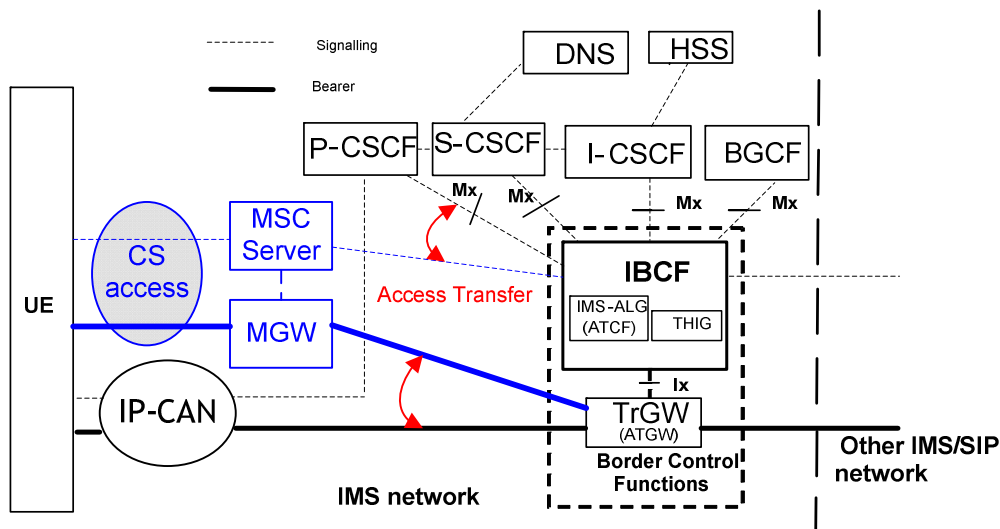 Signalling
Bearer
DNS
HSS
P-CSCF
S-CSCF
I-CSCF
BGCF
Mx
Mx
Mx
Mx
UE
CS
access
MSC
Server
MGW
Access Transfer
IBCF
IMS-ALG
(ATCF)
THIG
Ix
IP-CAN
TrGW
(ATGW)
Border Control
Functions
IMS network
Other IMS/SIP
network